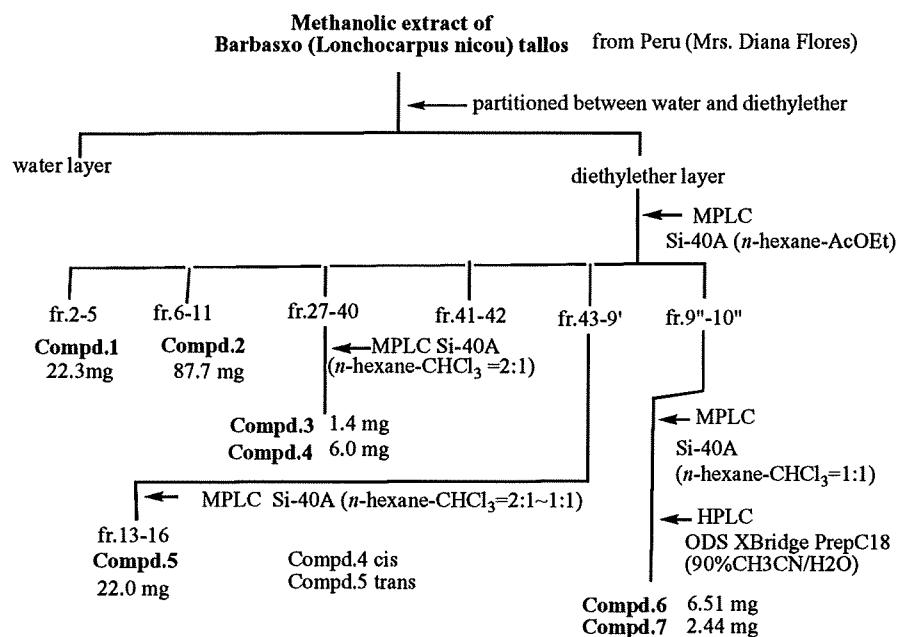 Methanolic extract of
Barbasxo (Lonchocarpus nicou) tallos from Peru (Mrs. Diana Flores)
partitioned between water and diethylether
water layer
diethylether layer
MPLC
Si-40A (n-hexane-AcOEt)
fr.2-5 fr.6-11 fr.27-40 fr.41-42 fr.43-9' fr.9"-10"
Compd.1 Compd.2
22.3mg 87.7 mg
MPLC Si-40A
(n-hexane-CHCl3 =2:1)
Compd.3 1.4 mg
Compd.4 6.0 mg
MPLC
Si-40A
(n-hexane-CHCl3=1:1)
MPLC Si-40A (n-hexane-CHCl3=2:1~1:1)
HPLC
ODS XBridge PrepC18
(90%CH3CN/H2O)
fr.13-16
Compd.5
22.0 mg
Compd.4 cis
Compd.5 trans
Compd.6 6.51 mg
Compd.7 2.44 mg